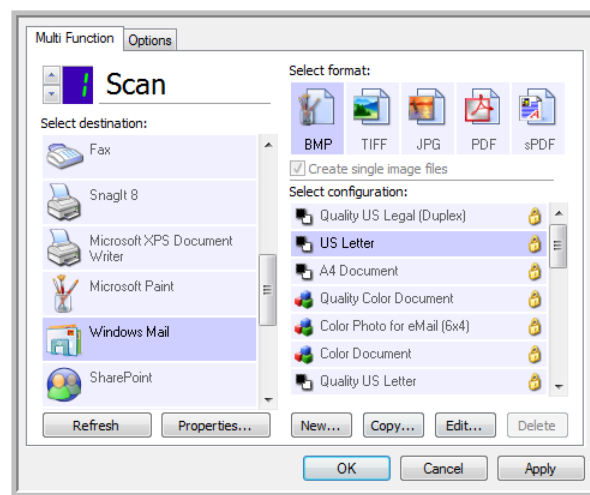 Multi Function
Options
1
Scan
Select destination:
Fax
SnagIt 8
Microsoft XPS Document
Writer
Microsoft Paint
Windows Mail
SharePoint
Refresh
Properties...
Select format:
BMP
TIFF
JPG
PDF
sPDF
Create single image files
Select configuration:
Quality US Legal (Duplex)
US Letter
A4 Document
Quality Color Document
Color Photo for eMail (6x4)
Color Document
Quality US Letter
New...
Copy...
Edit...
Delete
OK
Cancel
Apply